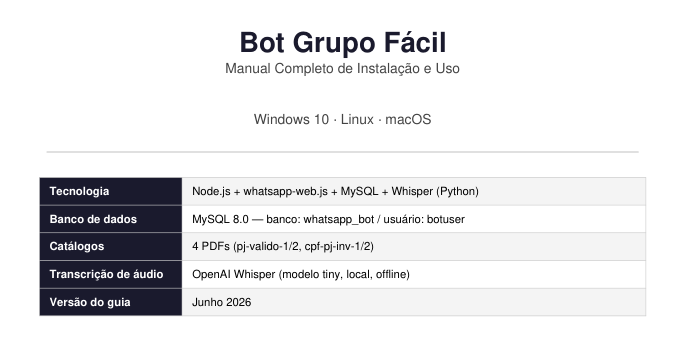 Bot Grupo Fácil
Manual Completo de Instalação e Uso
Windows 10 · Linux · macOS
Tecnologia Node.js + whatsapp-web.js + MySQL + Whisper (Python)
Banco de dados MySQL 8.0 — banco: whatsapp_bot / usuário: botuser
Catálogos 4 PDFs (pj-valido-1/2, cpf-pj-inv-1/2)
Transcrição de áudio OpenAI Whisper (modelo tiny, local, offline)
Versão do guia Junho 2026